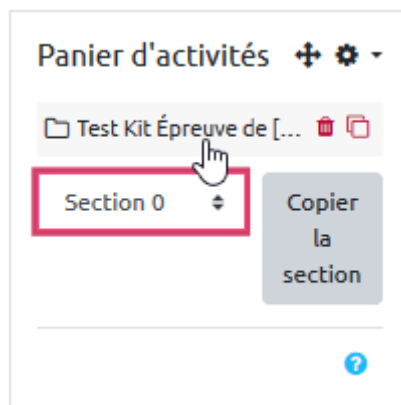 Panier d'activités
Test Kit Épreuve de [...
Section 0
Copier
la
section
?